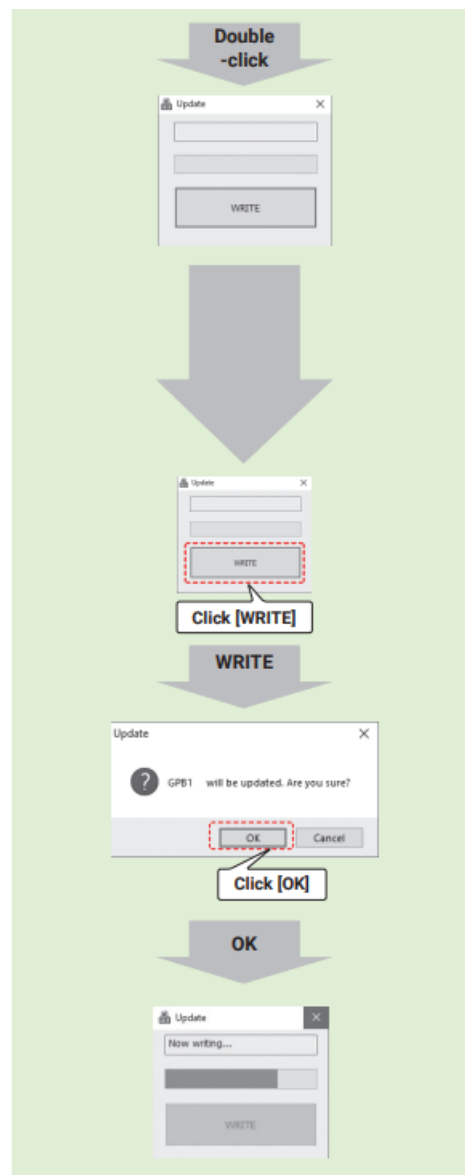 Double
-click
Update
WRITE
Update
WRITE
Click [WRITE]
WRITE
Update
GPB1 will be updated. Are you sure?
OK Cancel
Click [OK]
OK
Update
Now writing...
WRITE